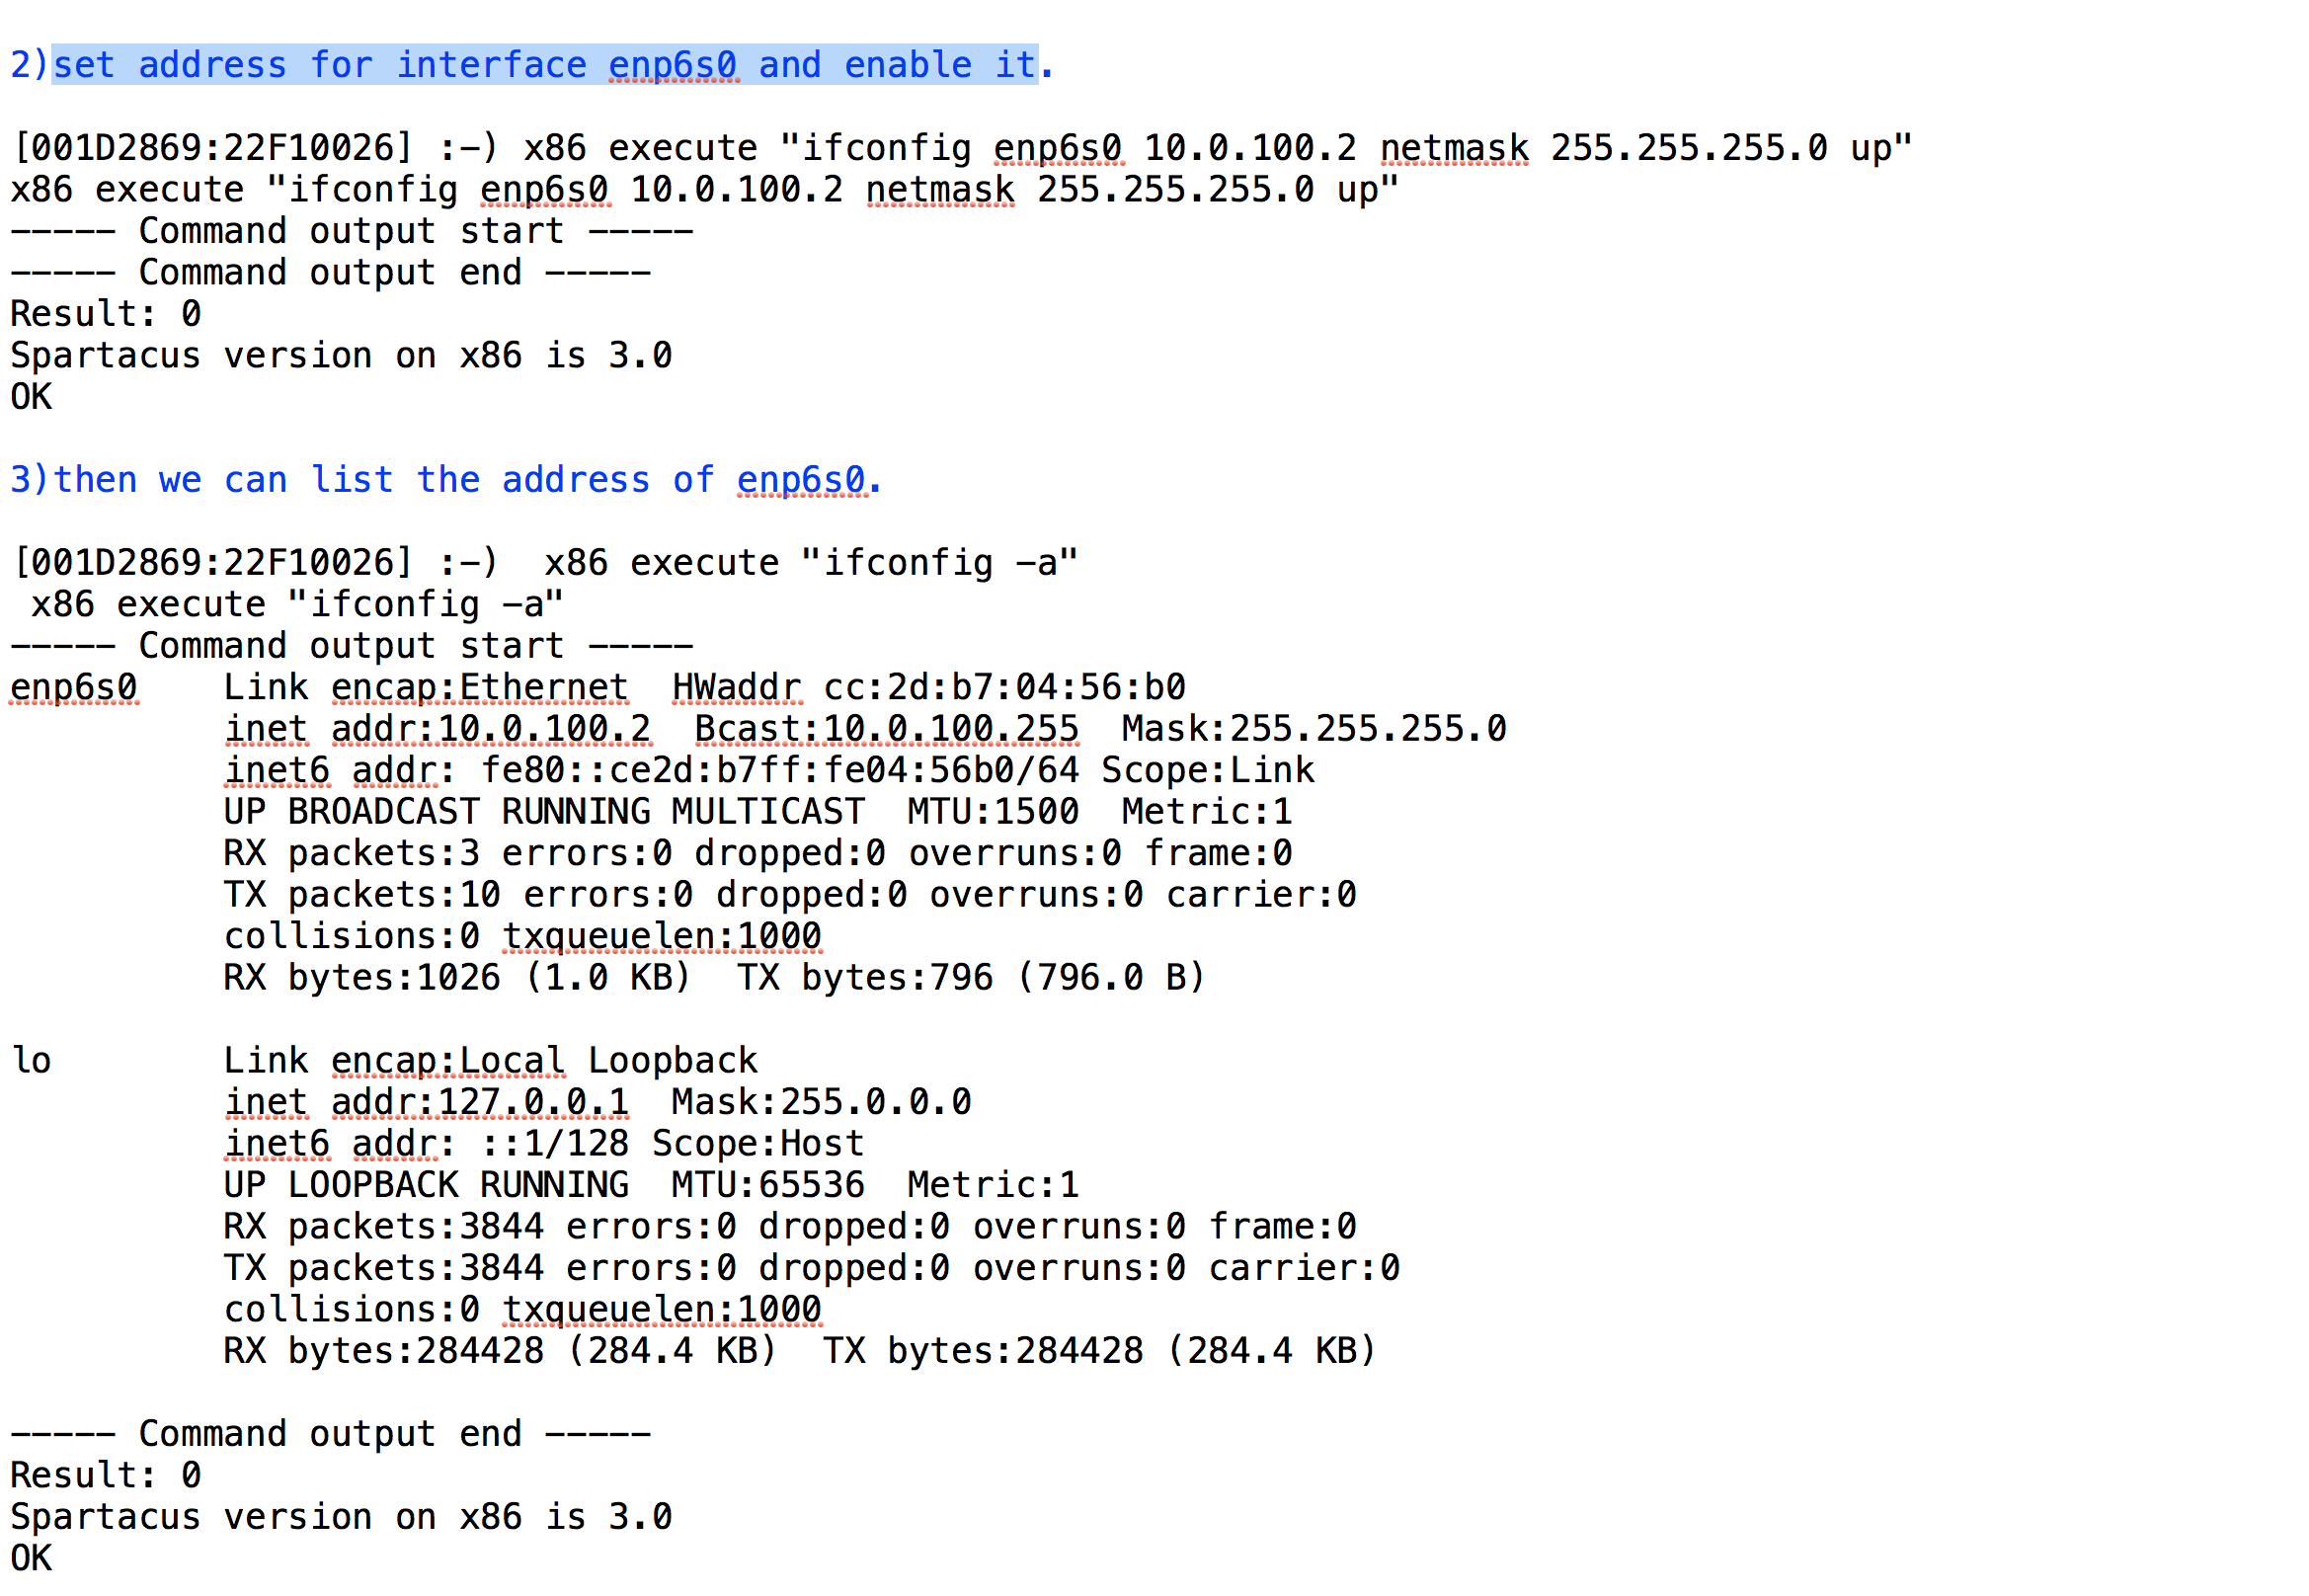 2)set address for interface enp6s0 and enable it.
[001D2869:22F10026] :-) x86 execute "ifconfig enp6s0 10.0.100.2 netmask 255.255.255.0 up"
x86 execute "ifconfig enp6s0 10.0.100.2 netmask 255.255.255.0 up"
----- Command output start -----
----- Command output end -----
Result: 0
Spartacus version on x86 is 3.0
OK
3)then we can list the address of enp6s0.
[001D2869:22F10026] :-)  x86 execute "ifconfig -a"
 x86 execute "ifconfig -a"
----- Command output start -----
enp6s0    Link encap:Ethernet  HWaddr cc:2d:b7:04:56:b0
          inet addr:10.0.100.2  Bcast:10.0.100.255  Mask:255.255.255.0
          inet6 addr: fe80::ce2d:b7ff:fe04:56b0/64 Scope:Link
          UP BROADCAST RUNNING MULTICAST  MTU:1500  Metric:1
          RX packets:3 errors:0 dropped:0 overruns:0 frame:0
          TX packets:10 errors:0 dropped:0 overruns:0 carrier:0
          collisions:0 txqueuelen:1000
          RX bytes:1026 (1.0 KB)  TX bytes:796 (796.0 B)
lo        Link encap:Local Loopback
          inet addr:127.0.0.1  Mask:255.0.0.0
          inet6 addr: ::1/128 Scope:Host
          UP LOOPBACK RUNNING  MTU:65536  Metric:1
          RX packets:3844 errors:0 dropped:0 overruns:0 frame:0
          TX packets:3844 errors:0 dropped:0 overruns:0 carrier:0
          collisions:0 txqueuelen:1000
          RX bytes:284428 (284.4 KB)  TX bytes:284428 (284.4 KB)
----- Command output end -----
Result: 0
Spartacus version on x86 is 3.0
OK